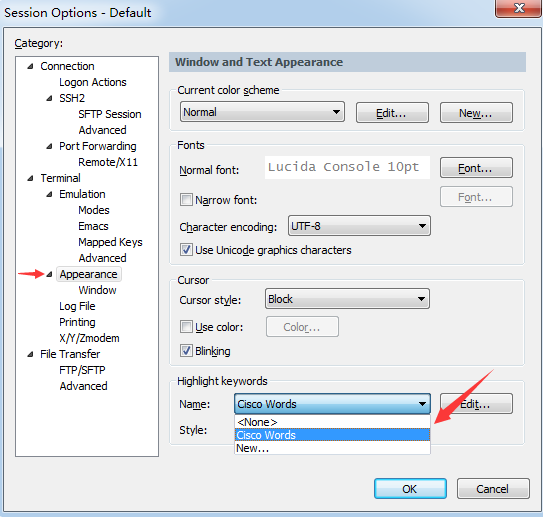 Session Options - Default
Category:
Connection
Logon Actions
SSH2
SFTP Session
Advanced
Port Forwarding
Remote/X11
Terminal
Emulation
Modes
Emacs
Mapped Keys
Advanced
Appearance
Window
Log File
Printing
X/Y/Zmodem
File Transfer
FTP/SFTP
Advanced
Window and Text Appearance
Current color scheme
Normal Edit... New...
Fonts
Normal font: Lucida Console 10pt Font...
Narrow font: Font...
Character encoding: UTF-8
Use Unicode graphics characters
Cursor
Cursor style: Block
Use color: Color...
Blinking
Highlight keywords
Name: Cisco Words Edit...
<None>
Style: Cisco Words
New...
OK Cancel